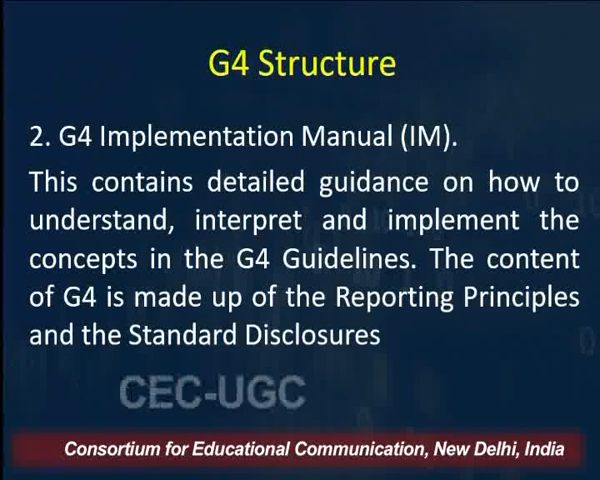 G4 Structure
2. G4 Implementation Manual (IM).
This contains detailed guidance on how to
understand, interpret and implement the
concepts in the G4 Guidelines. The content
of G4 is made up of the Reporting Principles
and the Standard Disclosures
CEC-UGC
Consortium for Educational Communication, New Delhi, India